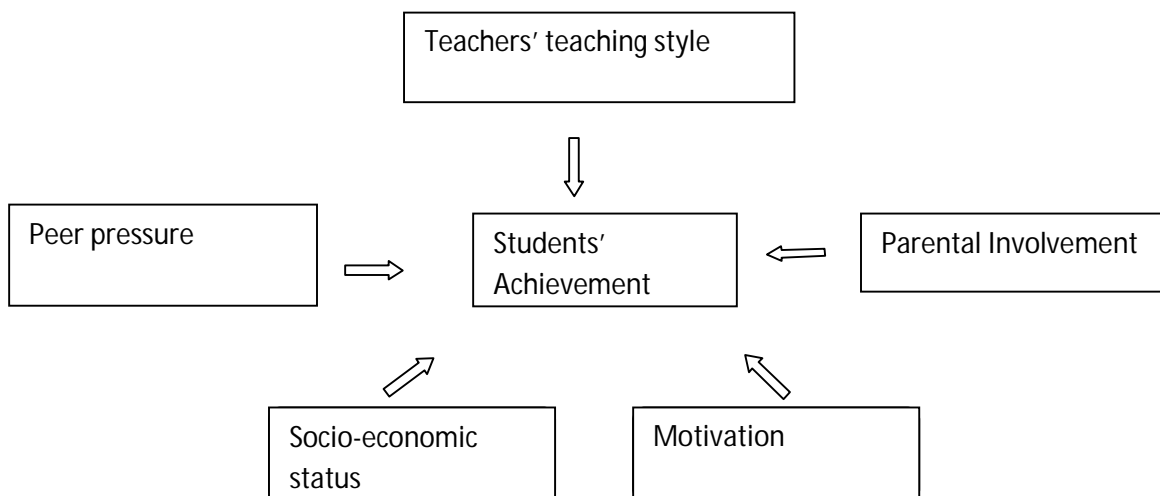 Teachers’ teaching style
Peer pressure
Students’
Achievement
Parental Involvement
Socio-economic
status
Motivation